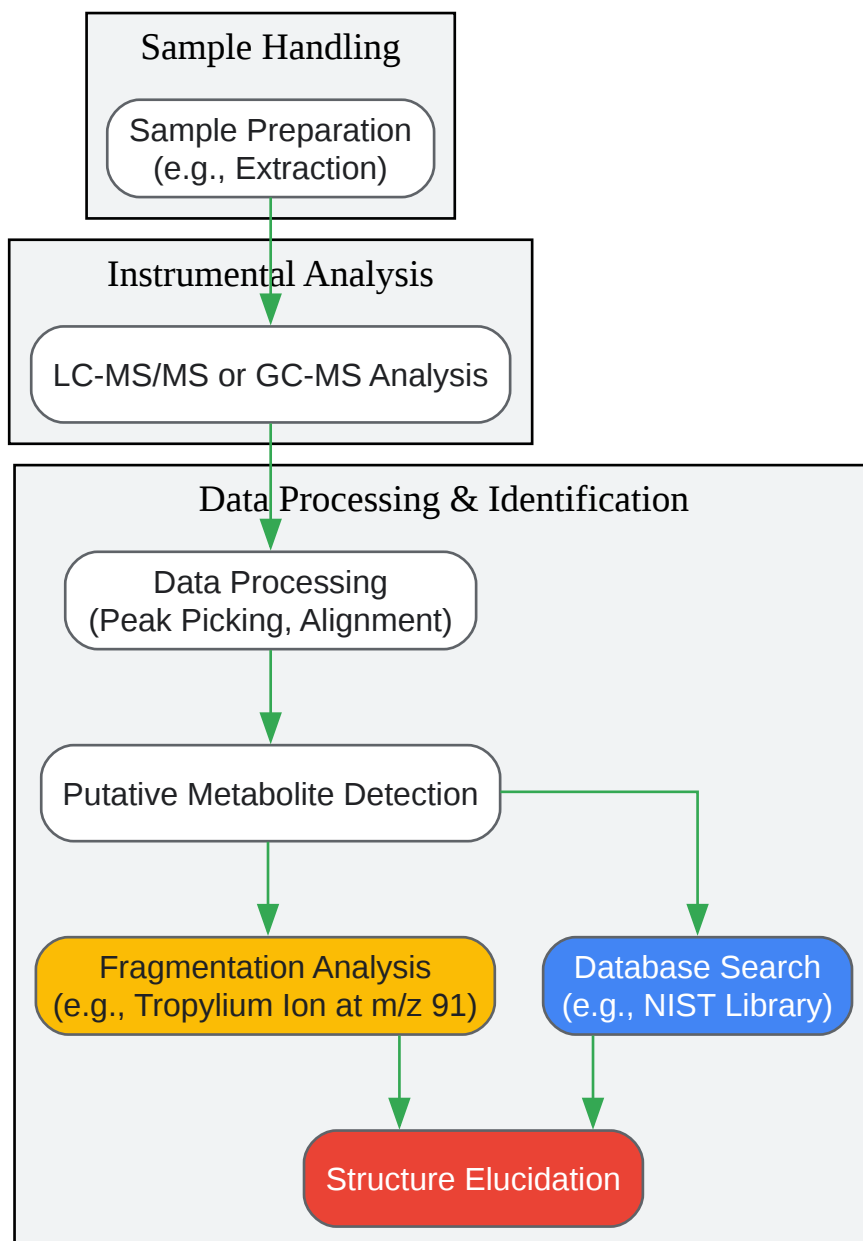 Sample Handling
Sample Preparation
(e.g., Extraction)
Instrumental Analysis
LC-MS/MS or GC-MS Analysis
Data Processing & Identification
Data Processing
(Peak Picking, Alignment)
Putative Metabolite Detection
Fragmentation Analysis
(e.g., Tropylium Ion at m/z 91)
Database Search
(e.g., NIST Library)
Structure Elucidation